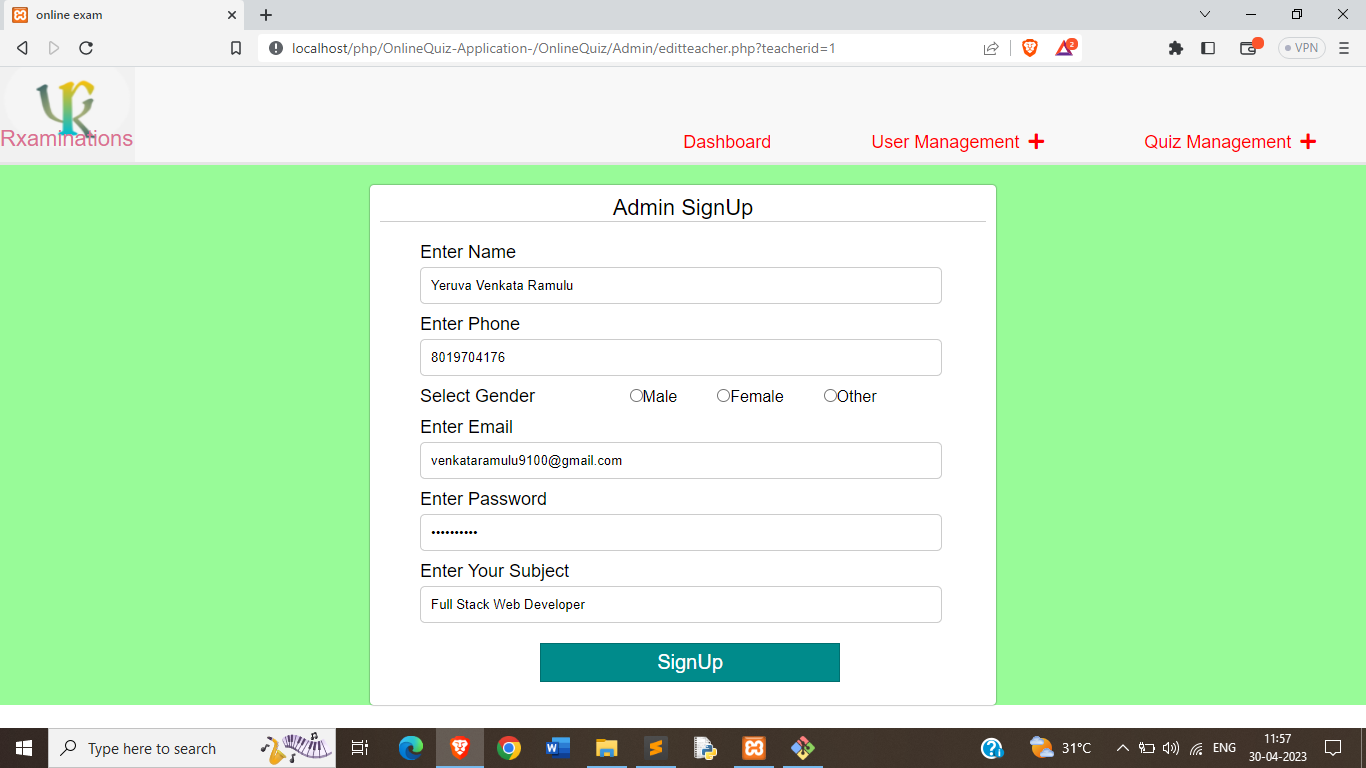 online exam
localhost/php/OnlineQuiz-Application-/OnlineQuiz/Admin/editteacher.php?teacherid=1
2
VPN
Rxaminations
Dashboard
User Management
Quiz Management
Admin SignUp
Enter Name
Yeruva Venkata Ramulu
Enter Phone
8019704176
Select Gender Male Female Other
Enter Email
venkataramulu9100@gmail.com
Enter Password
••••••••••
Enter Your Subject
Full Stack Web Developer
SignUp
Type here to search
31°C
ENG
11:57
30-04-2023